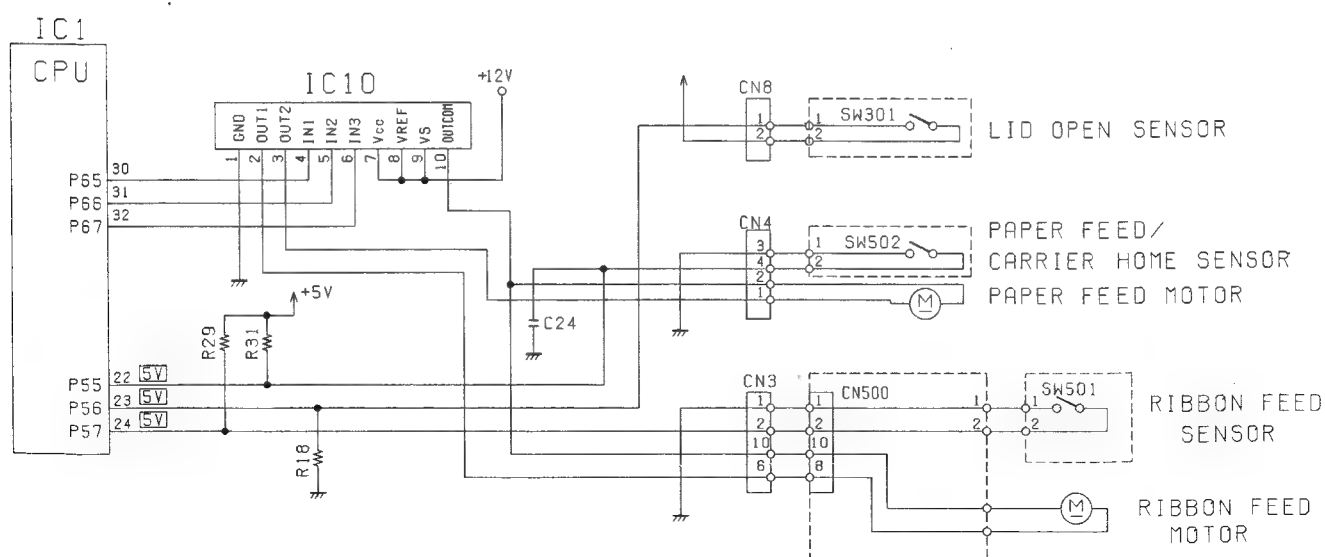 IC1
CPU
IC10
+12V
GND
OUT1
OUT2
IN1
IN2
IN3
Vcc
VREF
VS
OUTCOM
1 2 3 4 5 6 7 8 9 10
P65 30
P66 31
P67 32
CN8
1 1 SW301
2 2
LID OPEN SENSOR
CN4
3 1 SW502
4 2
2
1
PAPER FEED/
CARRIER HOME SENSOR
PAPER FEED MOTOR
M
+5V
R29
R31
C24
P55 22 5V
P56 23 5V
P57 24 5V
R18
CN3
CN500
1 1 1 1 SW501
2 2 2 2
10 10
6 8
RIBBON FEED
SENSOR
M
RIBBON FEED
MOTOR